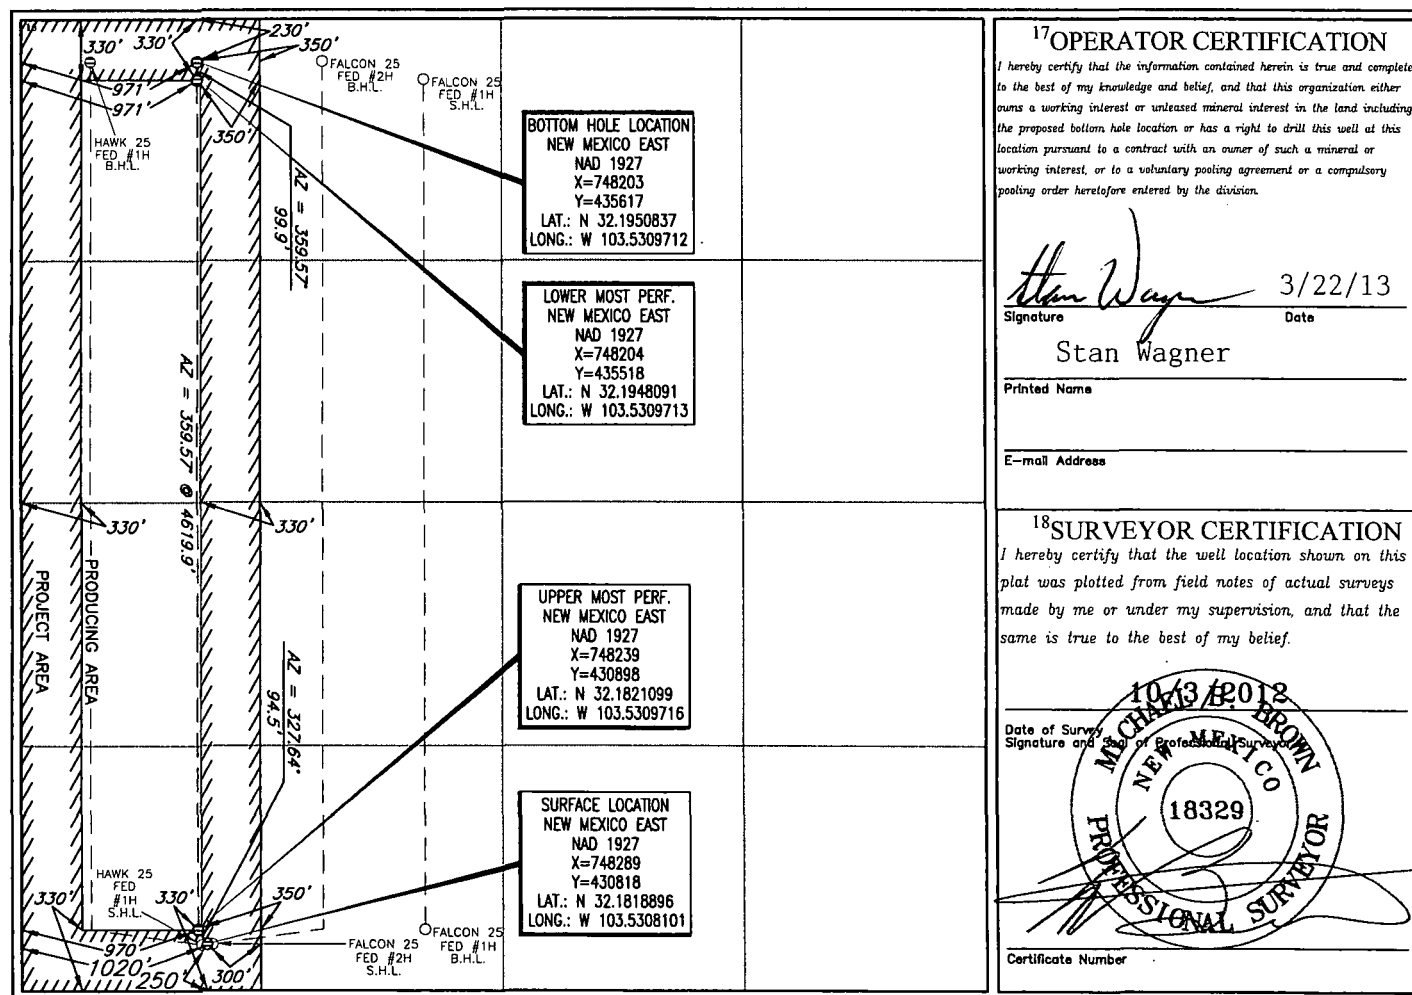 16
330'
330'
230'
350'
971'
971'
350'
HAWK 25
FED #1H
B.H.L.
FALCON 25
FED #2H
B.H.L.
FALCON 25
FED #1H
S.H.L.
AZ = 359.57
99.9'
BOTTOM HOLE LOCATION
NEW MEXICO EAST
NAD 1927
X=748203
Y=435617
LAT.: N 32.1950837
LONG.: W 103.5309712
LOWER MOST PERF.
NEW MEXICO EAST
NAD 1927
X=748204
Y=435518
LAT.: N 32.1948091
LONG.: W 103.5309713
AZ = 359.57 @ 4619.9'
330'
330'
PROJECT AREA
PRODUCING AREA
UPPER MOST PERF.
NEW MEXICO EAST
NAD 1927
X=748239
Y=430898
LAT.: N 32.1821099
LONG.: W 103.5309716
AZ = 327.64'
94.5'
SURFACE LOCATION
NEW MEXICO EAST
NAD 1927
X=748289
Y=430818
LAT.: N 32.1818896
LONG.: W 103.5308101
HAWK 25
FED
#1H
S.H.L.
330'
330'
350'
970'
1020'
250'
300'
FALCON 25
FED #2H
S.H.L.
FALCON 25
FED #1H
B.H.L.
17 OPERATOR CERTIFICATION
I hereby certify that the information contained herein is true and complete
to the best of my knowledge and belief, and that this organization either
owns a working interest or unleased mineral interest in the land including
the proposed bottom hole location or has a right to drill this well at this
location pursuant to a contract with an owner of such a mineral or
working interest, or to a voluntary pooling agreement or a compulsory
pooling order heretofore entered by the division.
Stan Wagner
3/22/13
Signature
Date
Stan Wagner
Printed Name
E-mail Address
18 SURVEYOR CERTIFICATION
I hereby certify that the well location shown on this
plat was plotted from field notes of actual surveys
made by me or under my supervision, and that the
same is true to the best of my belief.
10/3/2012
Date of Survey
Signature and Seal of Professional Surveyor
MICHAEL B. BROWN
NEW MEXICO
18329
PROFESSIONAL SURVEYOR
Certificate Number